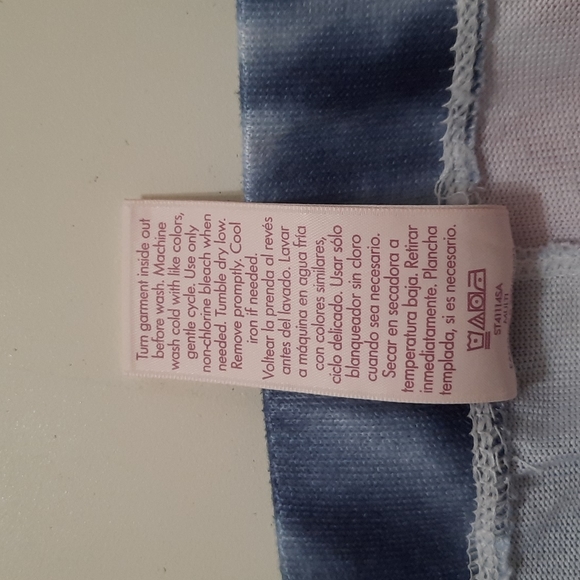 Turn garment inside out
before wash. Machine
wash cold with like colors,
gentle cycle. Use only
non-chlorine bleach when
needed. Tumble dry low.
Remove promptly. Cool
iron if needed.
Voltear la prenda al revés
antes del lavado. Lavar
a máquina en agua fría
con colores similares,
ciclo delicado. Usar sólo
blanqueador sin cloro
cuando sea necesario.
Secar en secadora a
temperatura baja. Retirar
inmediatamente. Plancha
templada, si es necesario.
ST41114SA
MULTI